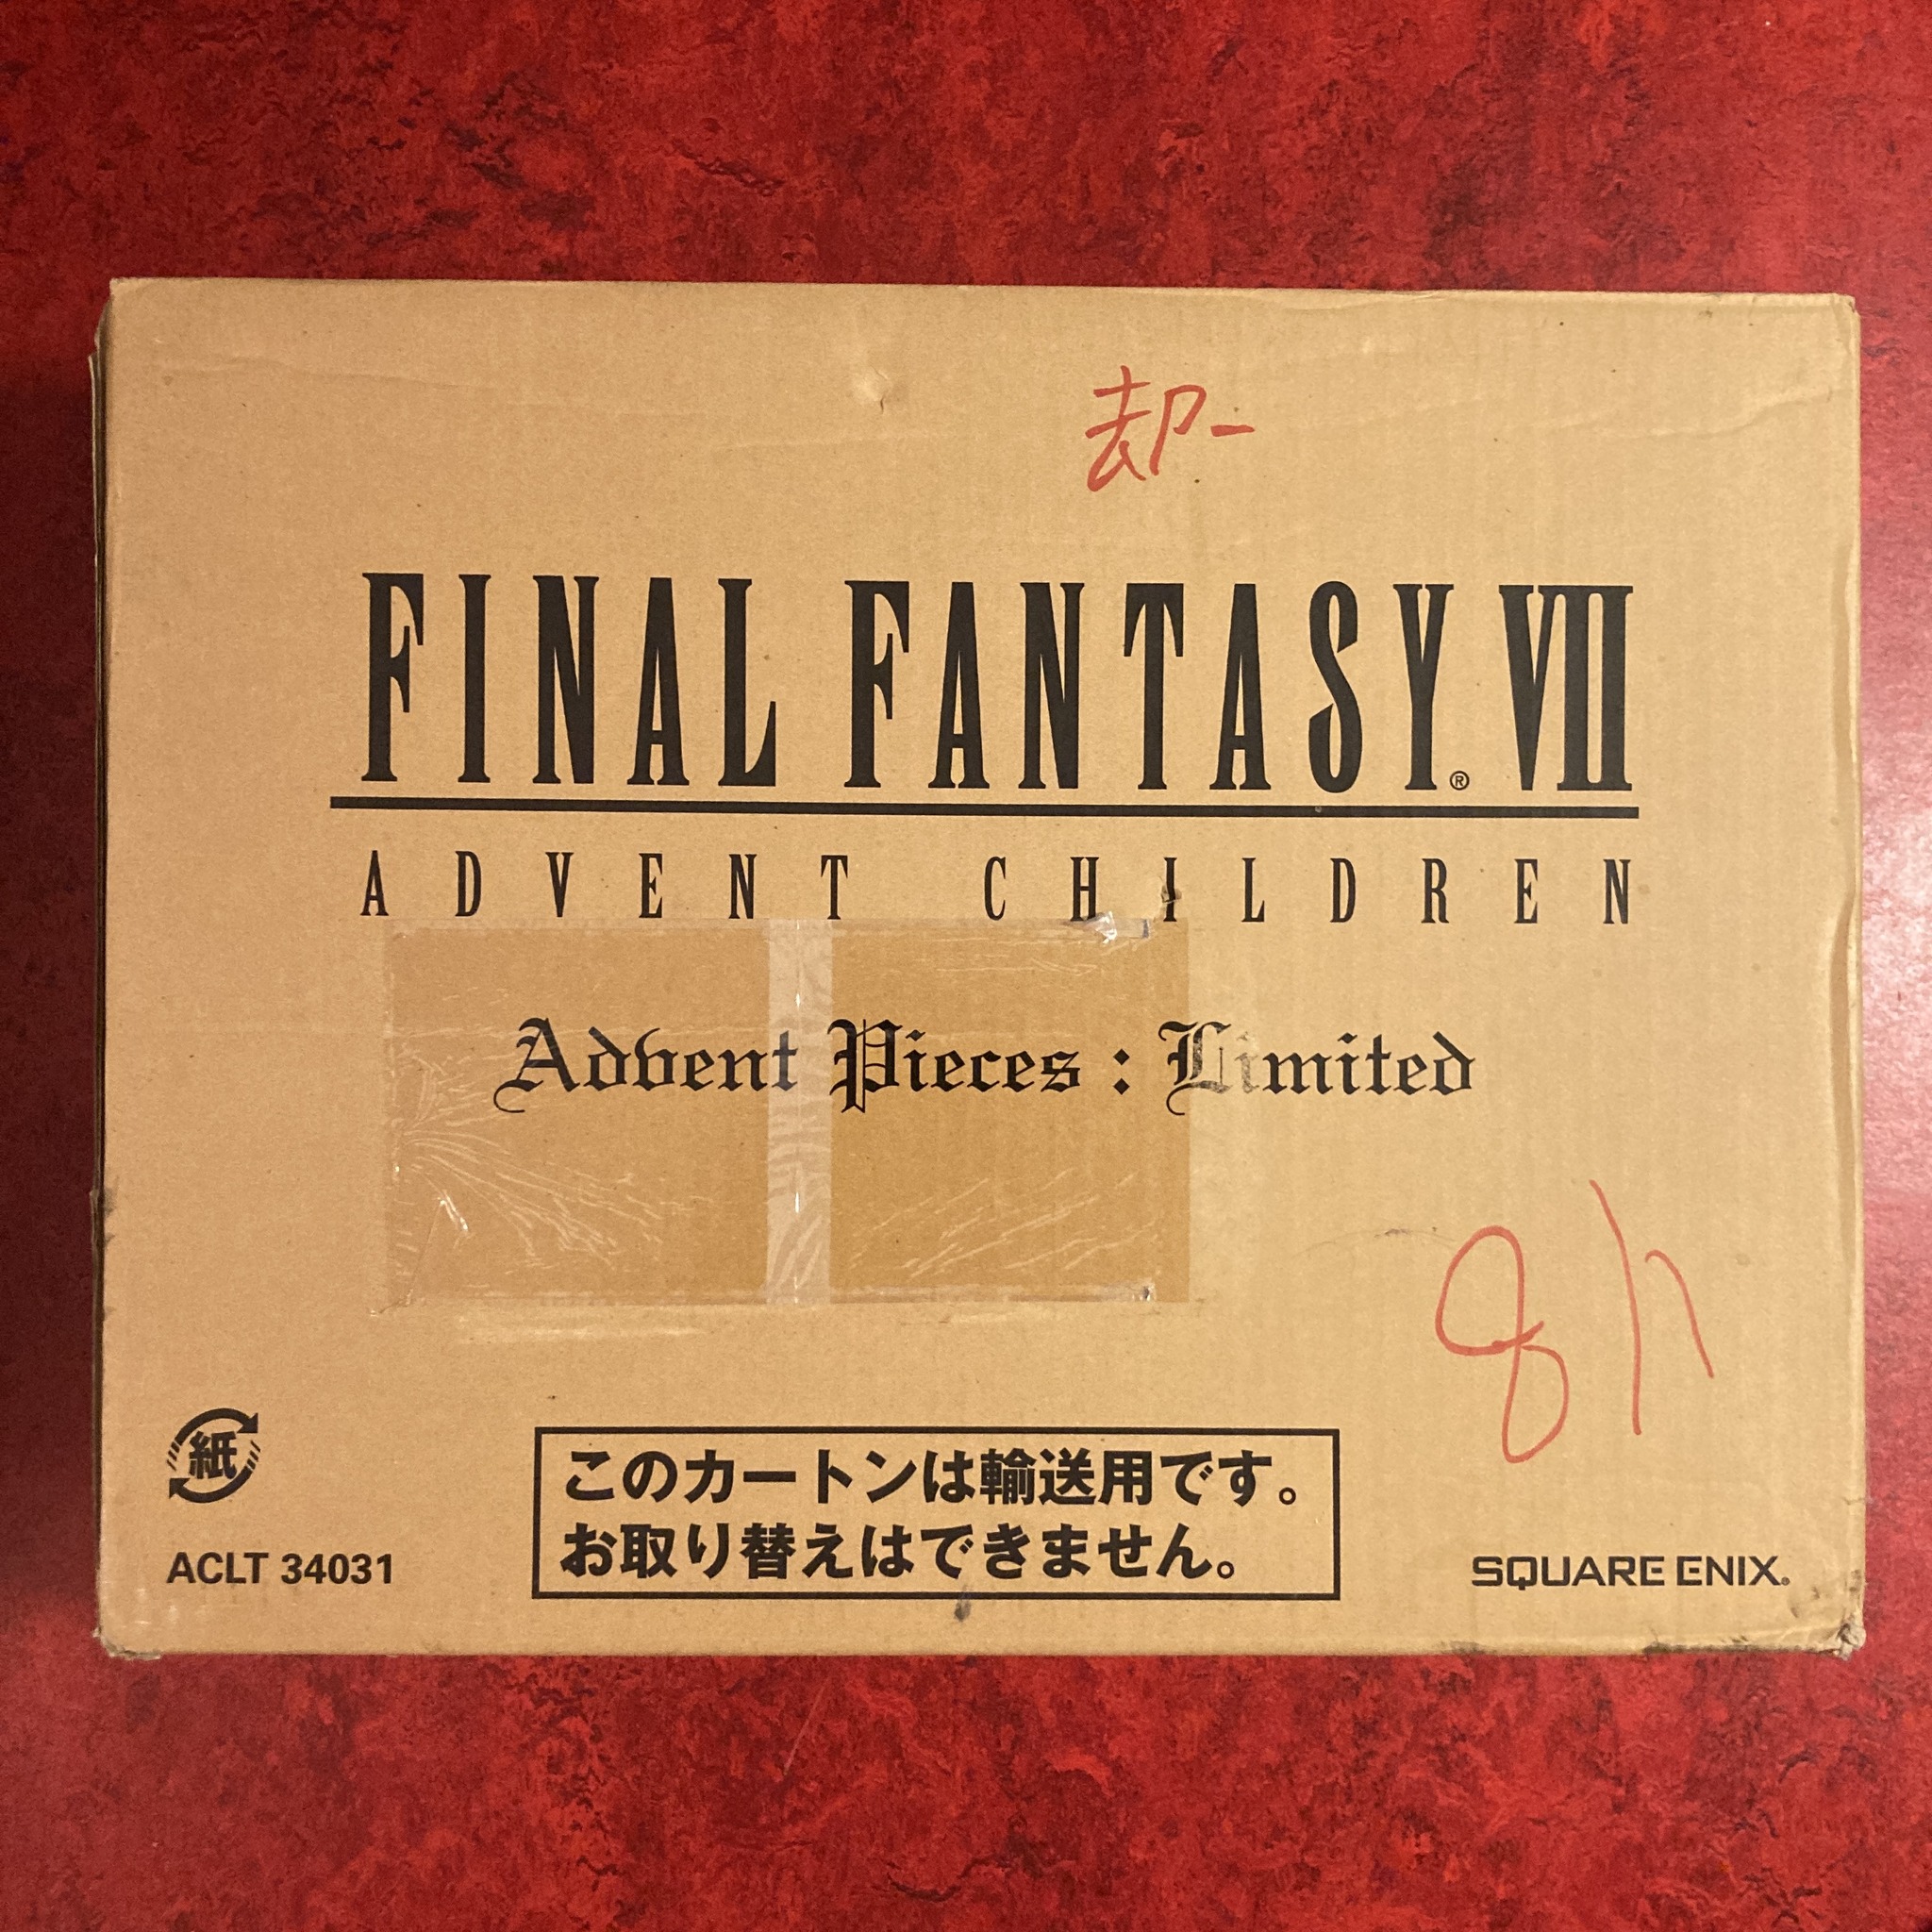 却-
FINAL FANTASY® VII
ADVENT CHILDREN
Advent Pieces : Limited
紙
このカートンは輸送用です。
お取り替えはできません。
ACLT 34031
SQUARE ENIX®